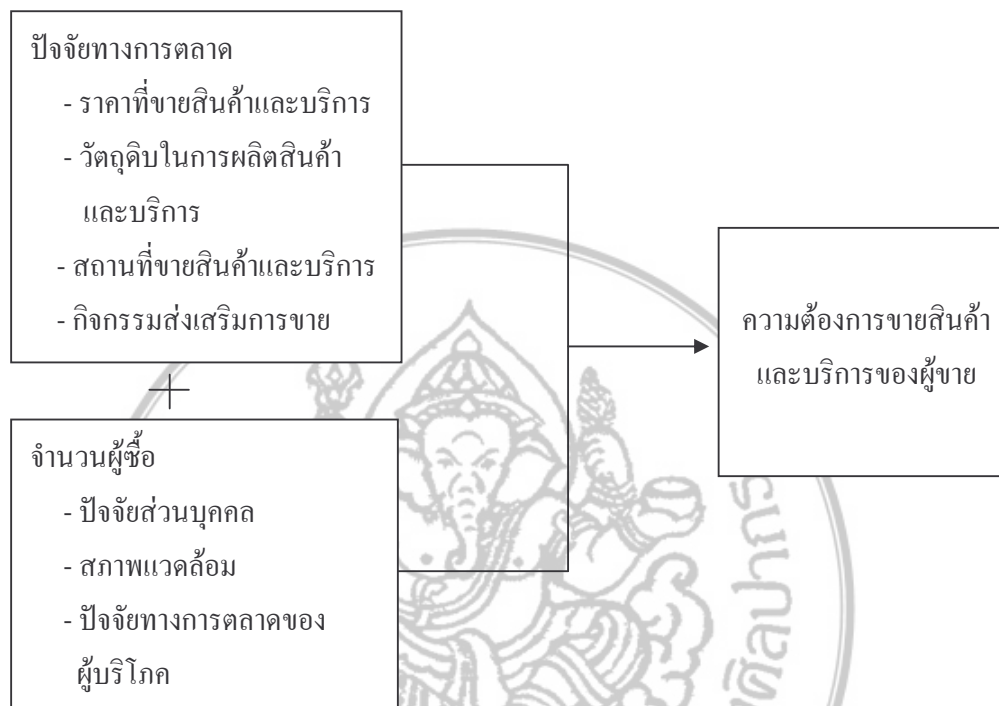 ปัจจัยทางการตลาด
- ราคาที่ขายสินค้าและบริการ
- วัตถุดิบในการผลิตสินค้า
และบริการ
- สถานที่ขายสินค้าและบริการ
- กิจกรรมส่งเสริมการขาย
+
จำนวนผู้ซื้อ
- ปัจจัยส่วนบุคคล
- สภาพแวดล้อม
- ปัจจัยทางการตลาดของ
ผู้บริโภค
ความต้องการขายสินค้า
และบริการของผู้ขาย